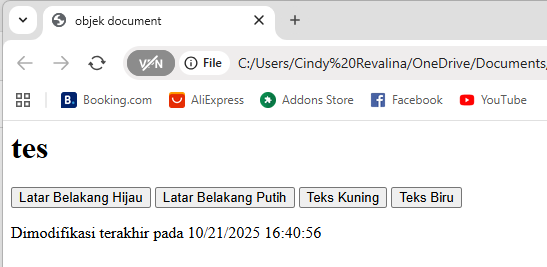 objek document
VPN File C:/Users/Cindy%20Revalina/OneDrive/Documents/
Booking.com AliExpress Addons Store Facebook YouTube
tes
Latar Belakang Hijau Latar Belakang Putih Teks Kuning Teks Biru
Dimodifikasi terakhir pada 10/21/2025 16:40:56